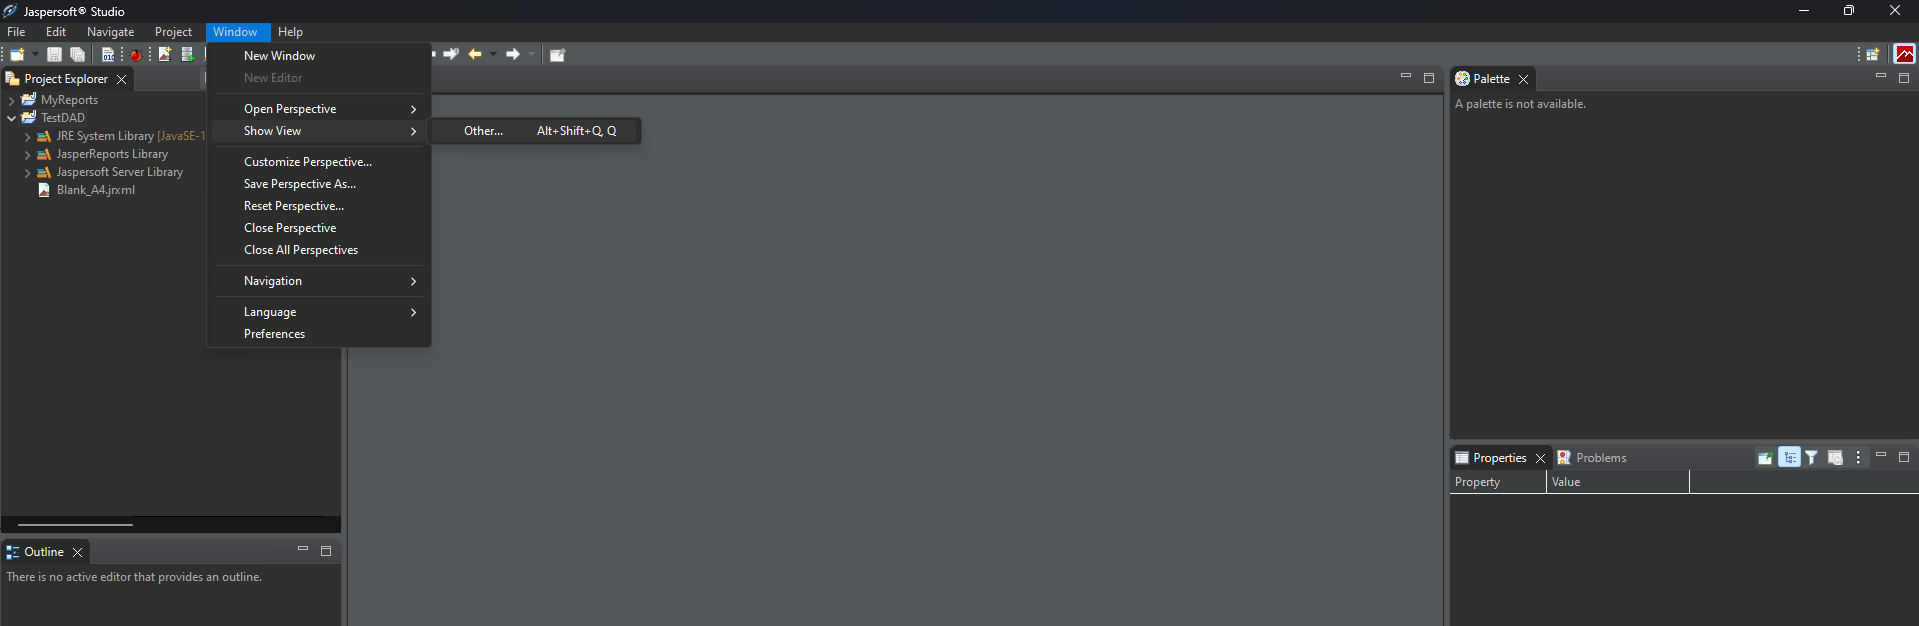 Jaspersoft® Studio
File Edit Navigate Project Window Help
Project Explorer
MyReports
TestDAD
JRE System Library [JavaSE-1
JasperReports Library
Jaspersoft Server Library
Blank_A4.jrxml
New Window
New Editor
Open Perspective
Show View
Other... Alt+Shift+Q, Q
Customize Perspective...
Save Perspective As...
Reset Perspective...
Close Perspective
Close All Perspectives
Navigation
Language
Preferences
Palette
A palette is not available.
Properties Problems
Property Value
Outline
There is no active editor that provides an outline.